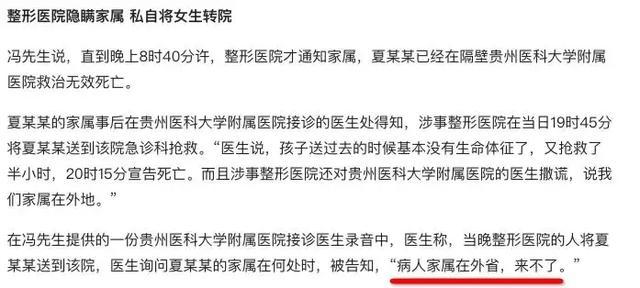 整形医院隐瞒家属 私自将女生转院
冯先生说，直到晚上8时40分许，整形医院才通知家属，夏某某已经在隔壁贵州医科大学附属
医院救治无效死亡。
夏某某的家属事后在贵州医科大学附属医院接诊的医生处得知，涉事整形医院在当日19时45分
将夏某某送到该院急诊科抢救。“医生说，孩子送过去的时候基本没有生命体征了，又抢救了
半小时，20时15分宣告死亡。而且涉事整形医院还对贵州医科大学附属医院的医生撒谎，说我
们家属在外地。”
在冯先生提供的一份贵州医科大学附属医院接诊医生录音中，医生称，当晚整形医院的人将夏
某某送到该院，医生询问夏某某的家属在何处时，被告知，“病人家属在外省，来不了。”